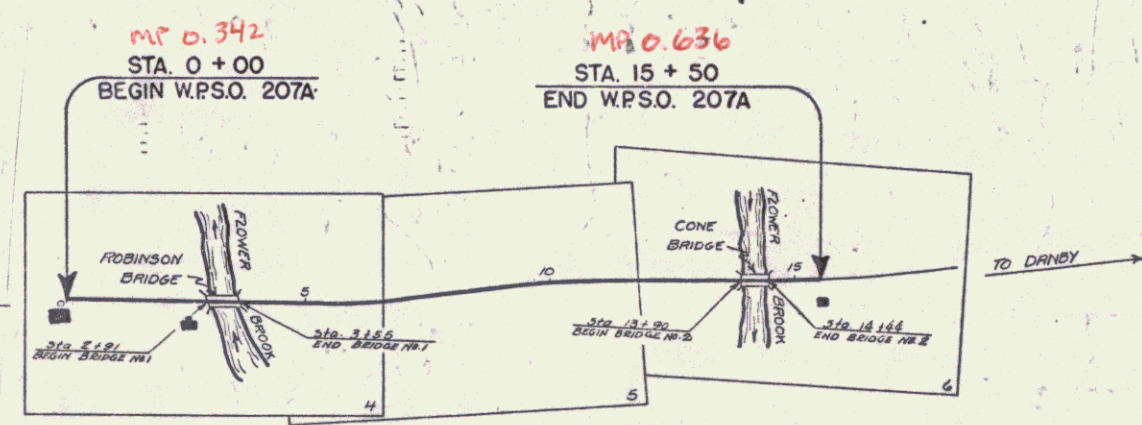 MP 0.342
STA. 0 + 00
BEGIN W.P.S.O. 207A
MP 0.636
STA. 15 + 50
END W.P.S.O. 207A
ROBINSON
BRIDGE
FLOWER
BROOK
5
Sta 2+91
BEGIN BRIDGE NO.1
Sta. 3+55
END BRIDGE NO.1
4
10
5
CONE
BRIDGE
FLOWER
BROOK
15
Sta 13+90
BEGIN BRIDGE NO.2
Sta. 14+44
END BRIDGE NO.2
6
TO DANBY